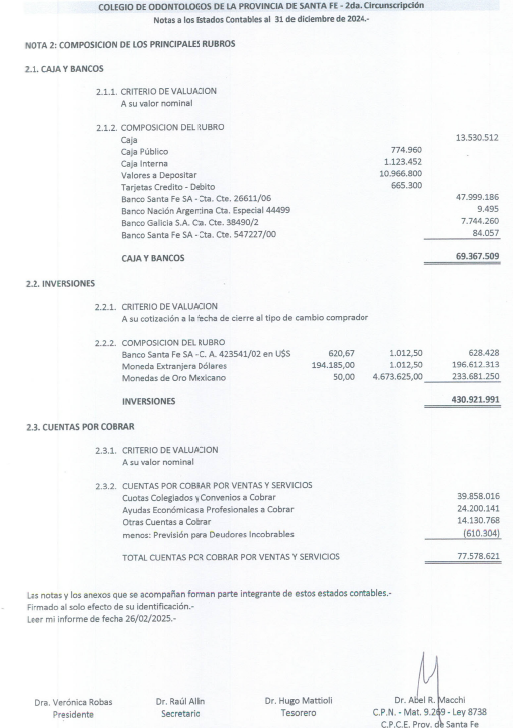 COLEGIO DE ODONTOLOGOS DE LA PROVINCIA DE SANTA FE - 2da. Circunscripción
Notas a los Estados Contables al 31 de diciembre de 2024.-
NOTA 2: COMPOSICION DE LOS PRINCIPALES RUBROS
2.1. CAJA Y BANCOS
2.1.1. CRITERIO DE VALUACION
A su valor nominal
2.1.2. COMPOSICION DEL RUBRO
Caja 13.530.512
Caja Público 774.960
Caja Interna 1.123.452
Valores a Depositar 10.966.800
Tarjetas Credito - Debito 665.300
Banco Santa Fe SA - Cta. Cte. 26611/06 47.999.186
Banco Nación Argentina Cta. Especial 44499 9.495
Banco Galicia S.A. Cta. Cte. 38490/2 7.744.260
Banco Santa Fe SA - Cta. Cte. 547227/00 84.057
CAJA Y BANCOS 69.367.509
2.2. INVERSIONES
2.2.1. CRITERIO DE VALUACION
A su cotización a la fecha de cierre al tipo de cambio comprador
2.2.2. COMPOSICION DEL RUBRO
Banco Santa Fe SA - C. A. 423541/02 en U$S 620,67 1.012,50 628.428
Moneda Extranjera Dólares 194.185,00 1.012,50 196.612.313
Monedas de Oro Mexicano 50,00 4.673.625,00 233.681.250
INVERSIONES 430.921.991
2.3. CUENTAS POR COBRAR
2.3.1. CRITERIO DE VALUACION
A su valor nominal
2.3.2. CUENTAS POR COBRAR POR VENTAS Y SERVICIOS
Cuotas Colegiados y Convenios a Cobrar 39.858.016
Ayudas Económicas a Profesionales a Cobrar 24.200.141
Otras Cuentas a Cobrar 14.130.768
menos: Previsión para Deudores Incobrables (610.304)
TOTAL CUENTAS POR COBRAR POR VENTAS Y SERVICIOS 77.578.621
Las notas y los anexos que se acompañan forman parte integrante de estos estados contables.-
Firmado al solo efecto de su identificación.-
Leer mi informe de fecha 26/02/2025.-
Dra. Verónica Robas Dr. Raúl Allin Dr. Hugo Mattioli Dr. Abel R. Macchi
Presidente Secretario Tesorero C.P.N. - Mat. 9.269 - Ley 8738
C.P.C.E. Prov. de Santa Fe